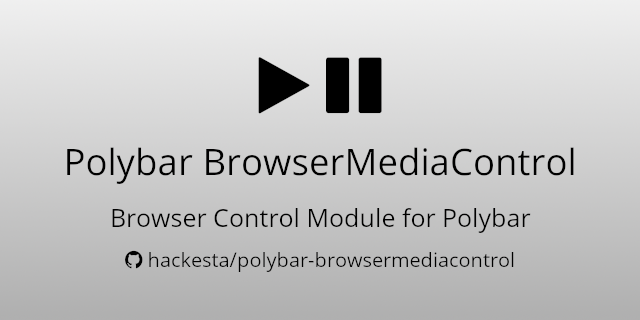 Polybar BrowserMediaControl
Browser Control Module for Polybar
hackesta/polybar-browsermediacontrol